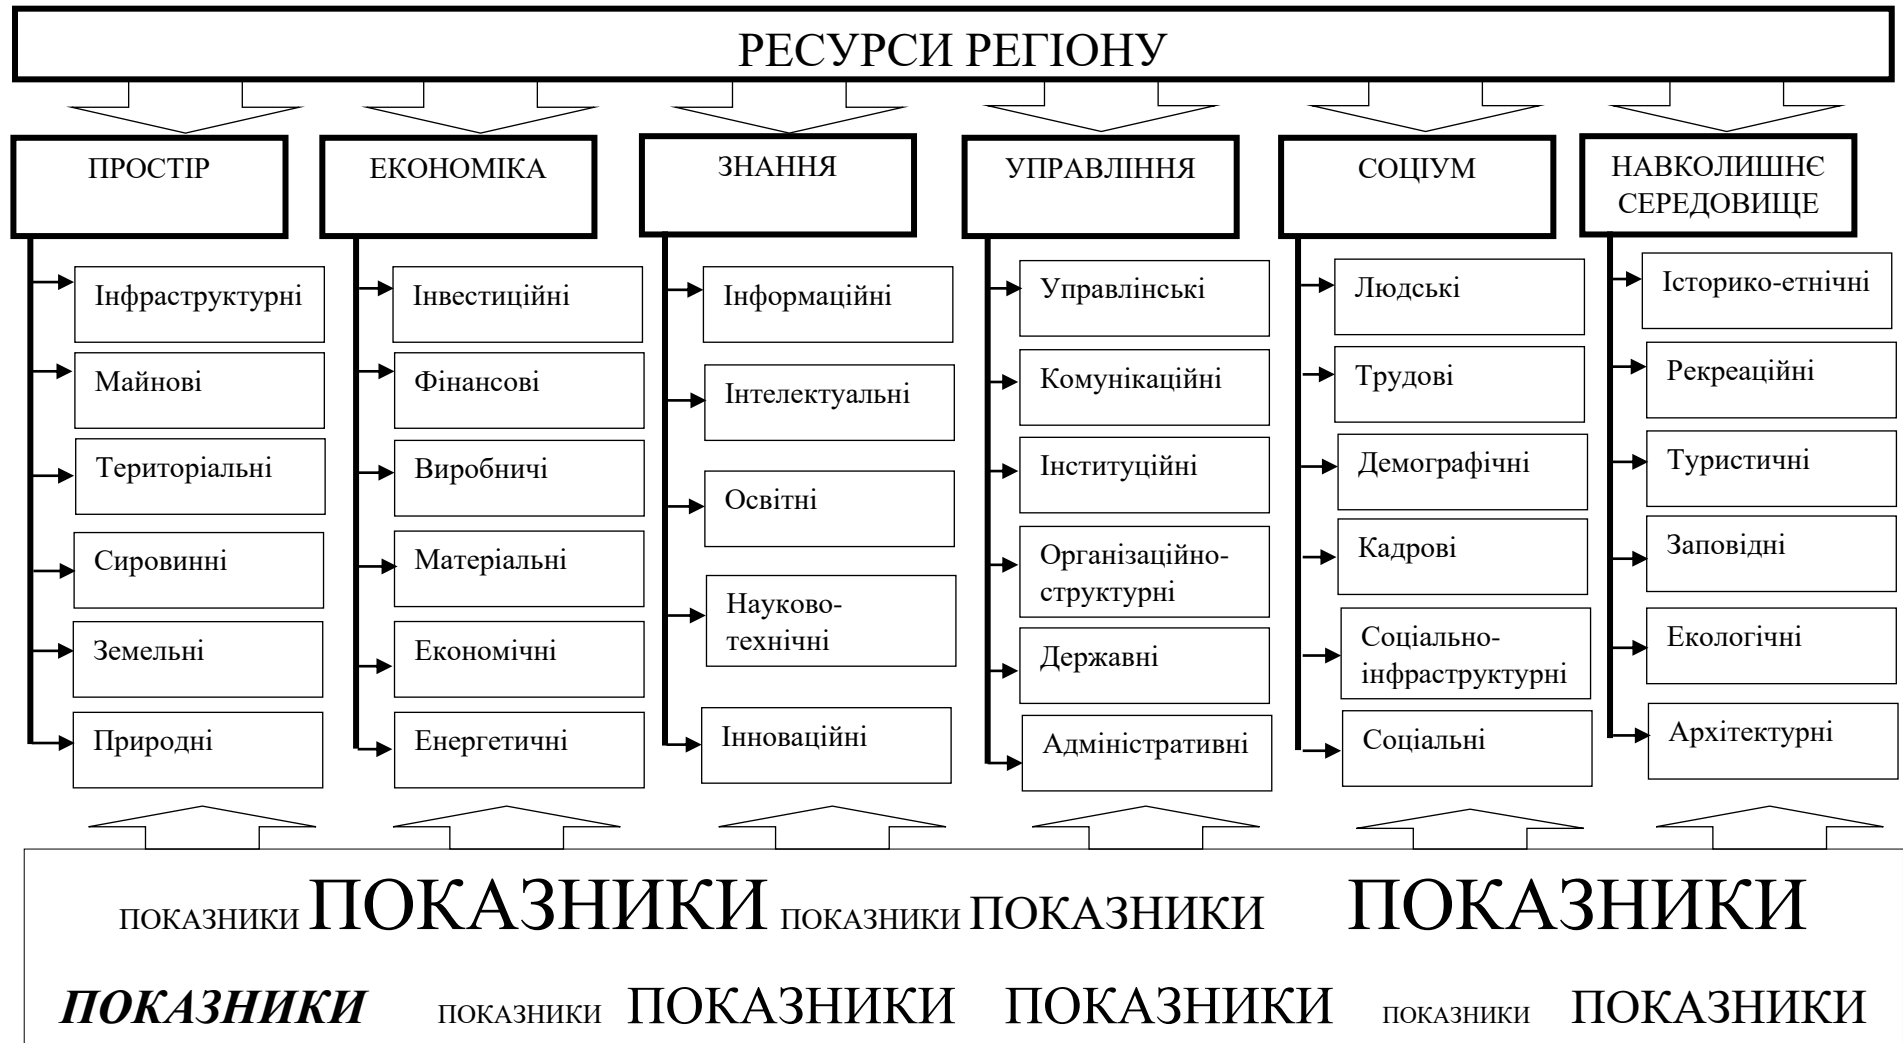 РЕСУРСИ РЕГІОНУ
ПРОСТІР
Інфраструктурні
Майнові
Територіальні
Сировинні
Земельні
Природні
ЕКОНОМІКА
Інвестиційні
Фінансові
Виробничі
Матеріальні
Економічні
Енергетичні
ЗНАННЯ
Інформаційні
Інтелектуальні
Освітні
Науково-
технічні
Інноваційні
УПРАВЛІННЯ
Управлінські
Комунікаційні
Інституційні
Організаційно-
структурні
Державні
Адміністративні
СОЦІУМ
Людські
Трудові
Демографічні
Кадрові
Соціально-
інфраструктурні
Соціальні
НАВКОЛИШНЄ
СЕРЕДОВИЩЕ
Історико-етнічні
Рекреаційні
Туристичні
Заповідні
Екологічні
Архітектурні
ПОКАЗНИКИ ПОКАЗНИКИ ПОКАЗНИКИ ПОКАЗНИКИ ПОКАЗНИКИ
ПОКАЗНИКИ ПОКАЗНИКИ ПОКАЗНИКИ ПОКАЗНИКИ ПОКАЗНИКИ ПОКАЗНИКИ